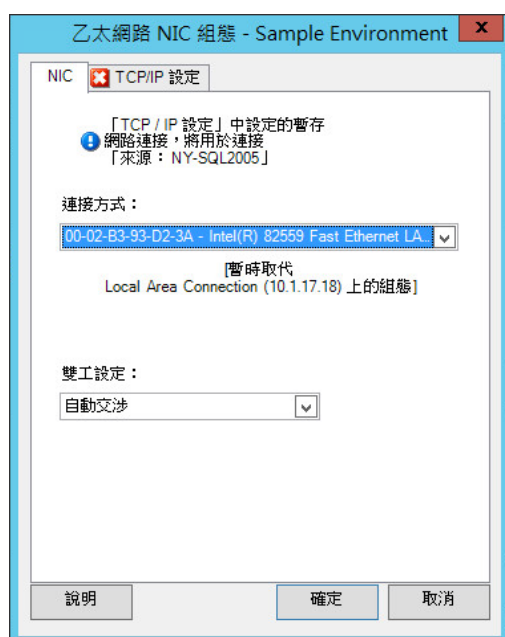 乙太網路 NIC 組態 - Sample Environment
NIC
TCP/IP 設定
「TCP / IP 設定」中設定的暫存
網路連接，將用於連接
「來源：NY-SQL2005」
連接方式：
00-02-B3-93-D2-3A - Intel(R) 82559 Fast Ethernet LA...
[暫時取代
Local Area Connection (10.1.17.18) 上的組態]
雙工設定：
自動交涉
說明
確定
取消